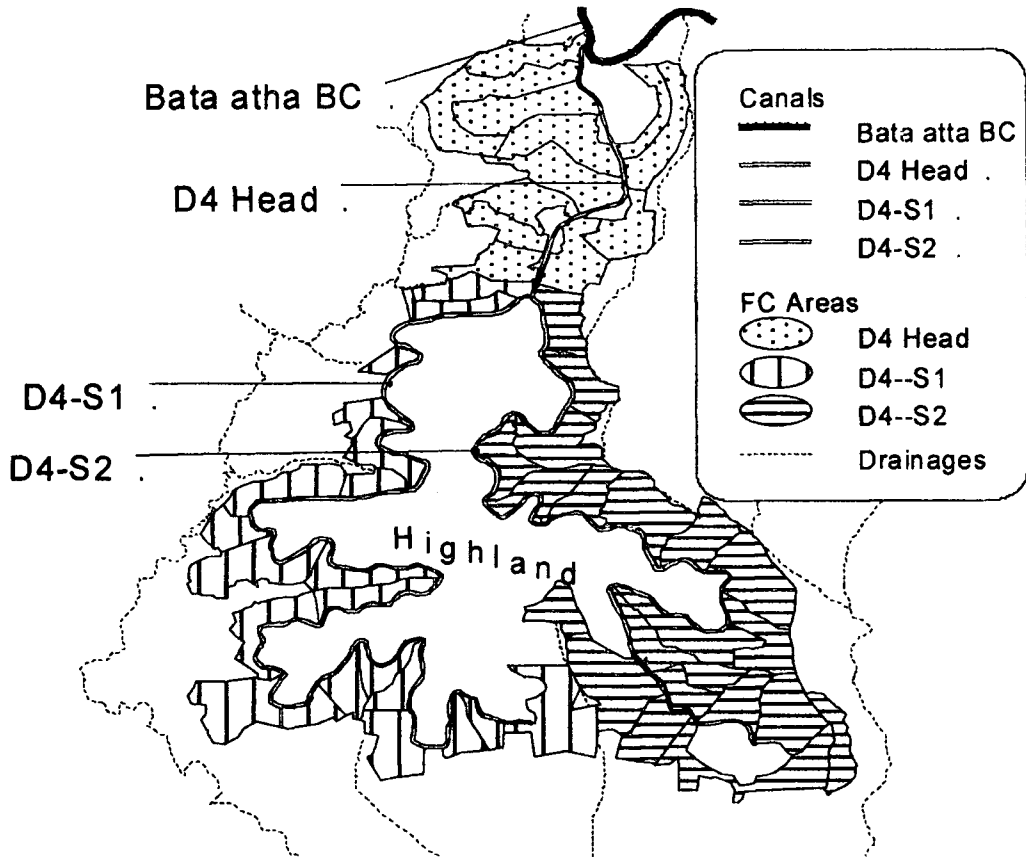 Bata atha BC .
D4 Head .
D4-S1 .
D4-S2 .
Highland
Canals
Bata atta BC
D4 Head .
D4-S1 .
D4-S2 .
FC Areas
D4 Head
D4--S1
D4--S2
Drainages